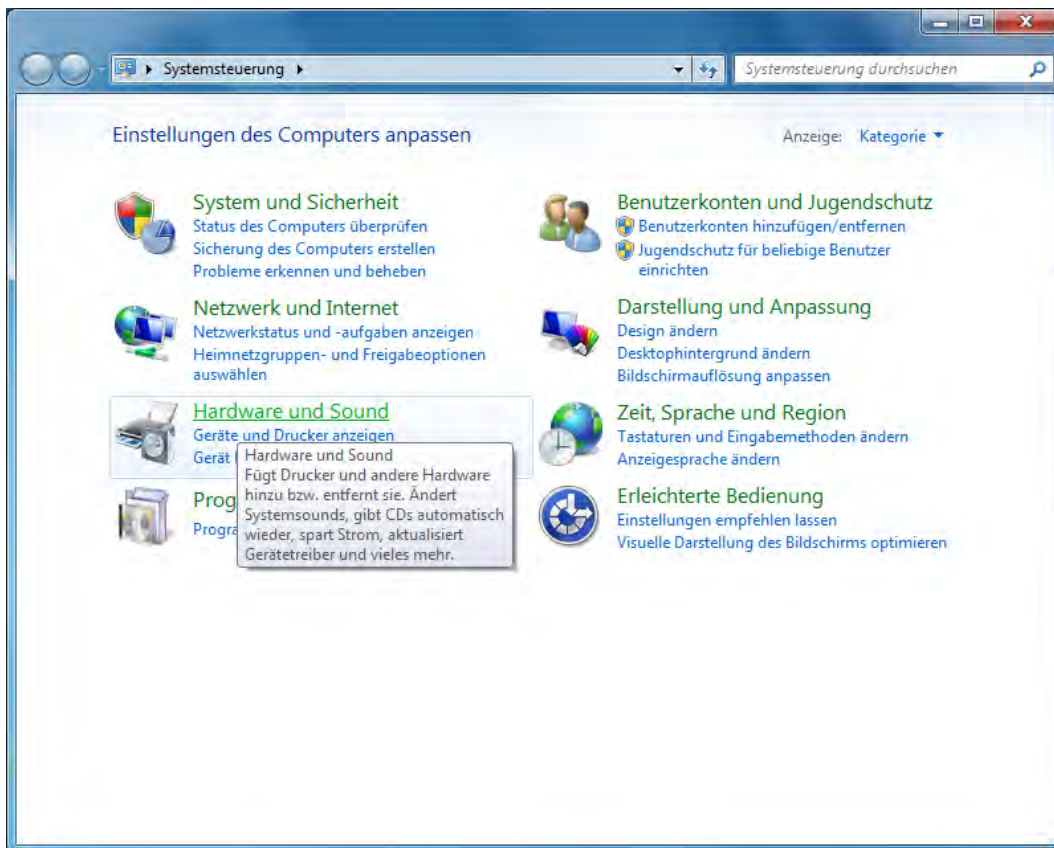 Systemsteuerung
Systemsteuerung durchsuchen
Einstellungen des Computers anpassen
Anzeige: Kategorie
System und Sicherheit
Status des Computers überprüfen
Sicherung des Computers erstellen
Probleme erkennen und beheben
Netzwerk und Internet
Netzwerkstatus und -aufgaben anzeigen
Heimnetzgruppen- und Freigabeoptionen
auswählen
Hardware und Sound
Geräte und Drucker anzeigen
Gerät
Hardware und Sound
Fügt Drucker und andere Hardware
hinzu bzw. entfernt sie. Ändert
Systemsounds, gibt CDs automatisch
wieder, spart Strom, aktualisiert
Gerätetreiber und vieles mehr.
Prog
Progra
Benutzerkonten und Jugendschutz
Benutzerkonten hinzufügen/entfernen
Jugendschutz für beliebige Benutzer
einrichten
Darstellung und Anpassung
Design ändern
Desktophintergrund ändern
Bildschirmauflösung anpassen
Zeit, Sprache und Region
Tastaturen und Eingabemethoden ändern
Anzeigesprache ändern
Erleichterte Bedienung
Einstellungen empfehlen lassen
Visuelle Darstellung des Bildschirms optimieren